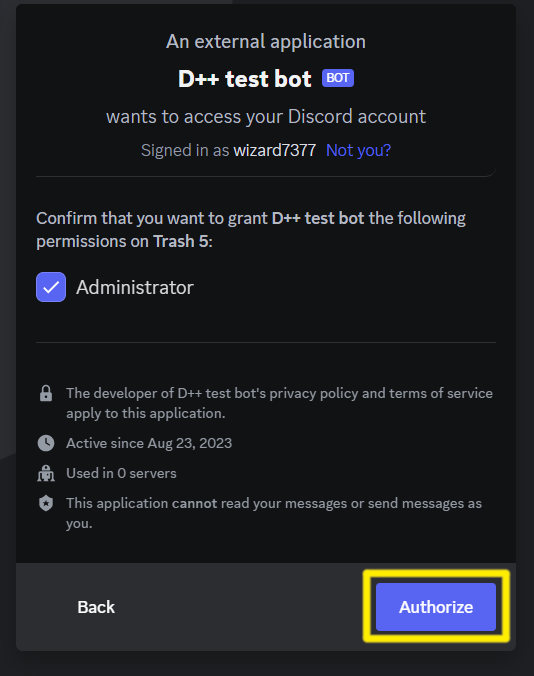 An external application
D++ test bot BOT
wants to access your Discord account
Signed in as wizard7377 Not you?
Confirm that you want to grant D++ test bot the following
permissions on Trash 5:
Administrator
The developer of D++ test bot's privacy policy and terms of service
apply to this application.
Active since Aug 23, 2023
Used in 0 servers
This application cannot read your messages or send messages as
you.
Back Authorize